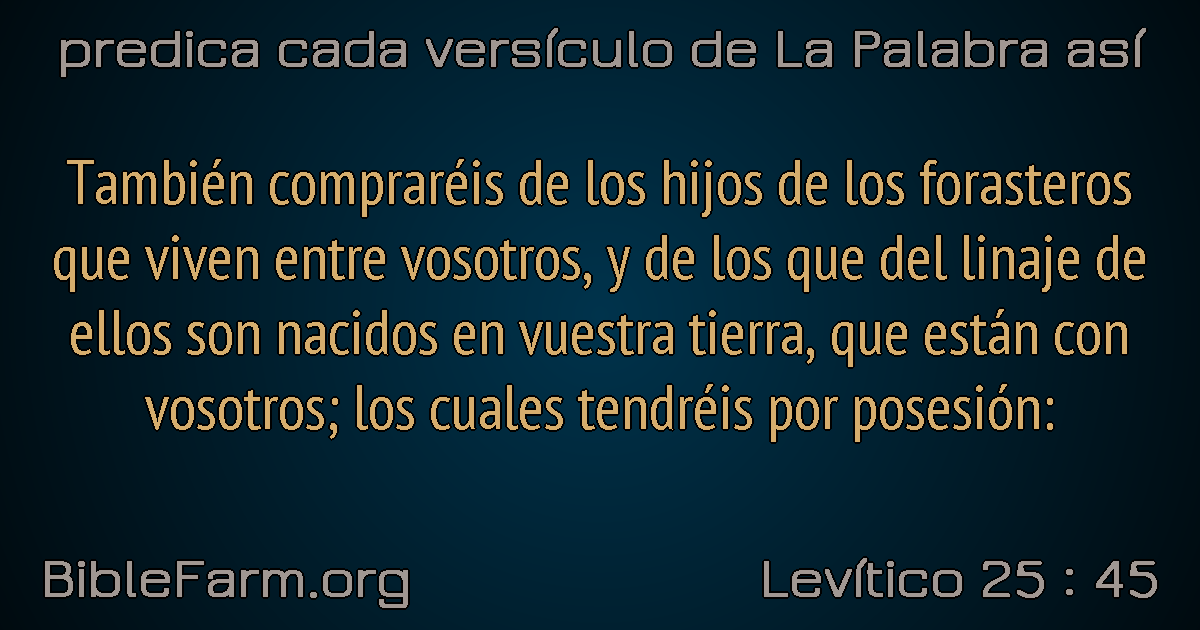 predica cada versículo de La Palabra así
También compraréis de los hijos de los forasteros
que viven entre vosotros, y de los que del linaje de
ellos son nacidos en vuestra tierra, que están con
vosotros; los cuales tendréis por posesión:
BibleFarm.org
Levítico 25 : 45